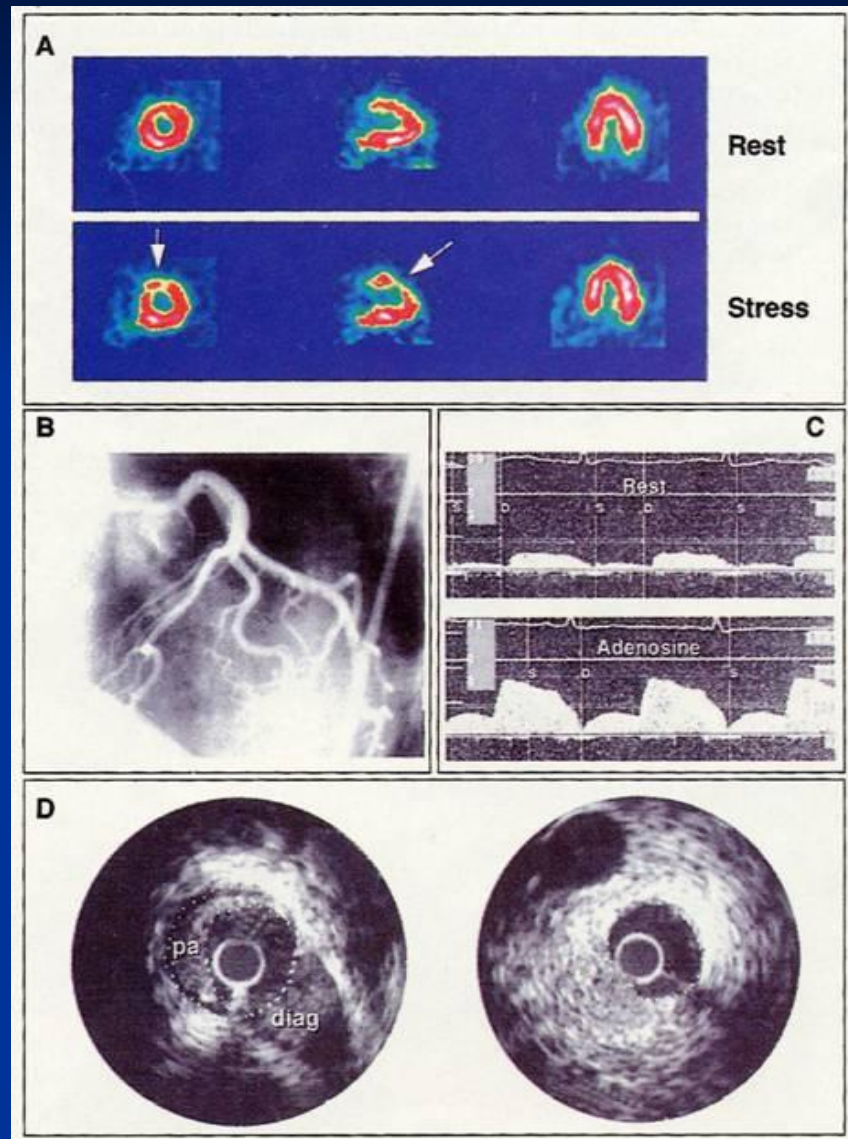 A
Rest
Stress
B
C
Rest
S D S D S
Adenosine
S D S
D
pa
diag